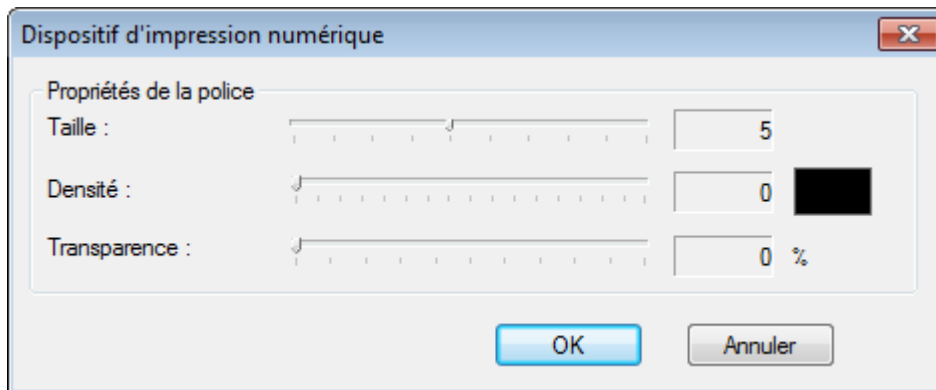 Dispositif d'impression numérique
Propriétés de la police
Taille : 5
Densité : 0
Transparence : 0 %
OK Annuler